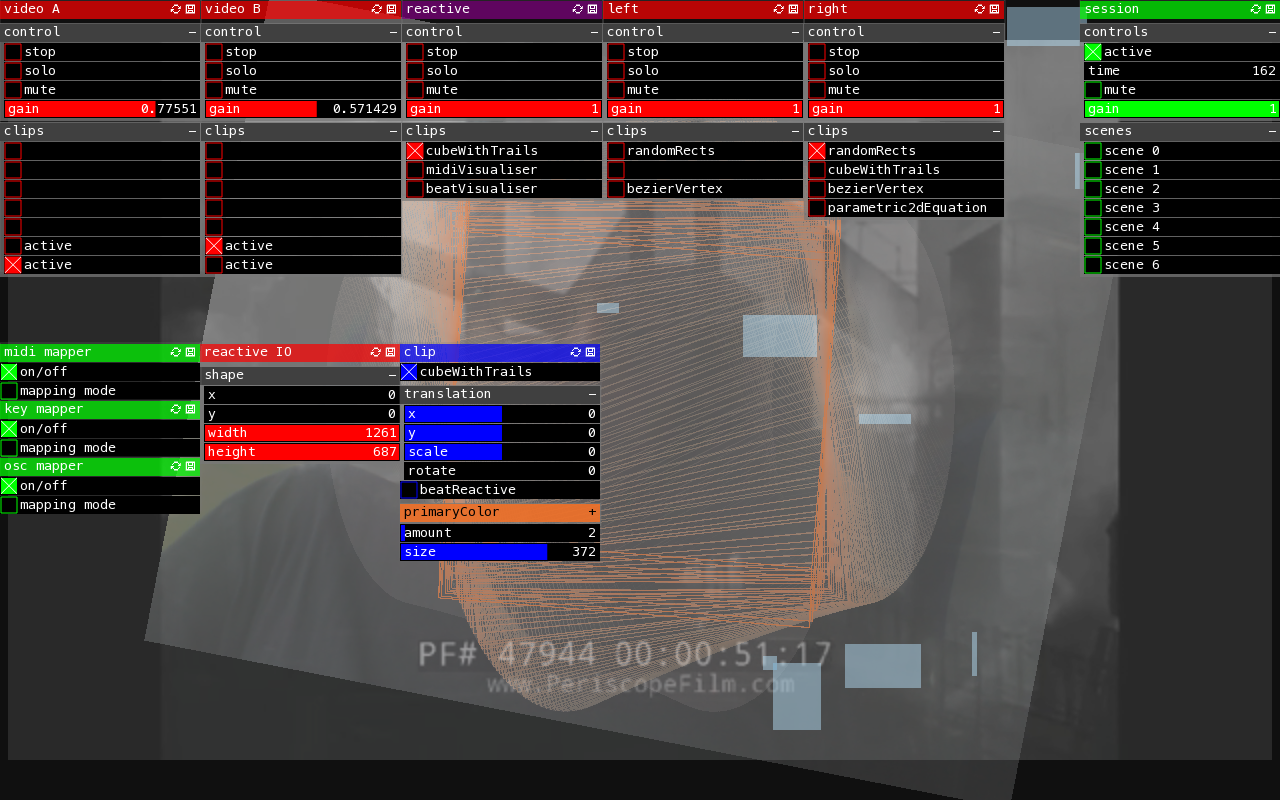 video A
control −
stop
solo
mute
gain 0.77551
clips −
active
active
video B
control −
stop
solo
mute
gain 0.571429
clips −
active
active
reactive
control −
stop
solo
mute
gain 1
clips −
cubeWithTrails
midiVisualiser
beatVisualiser
left
control −
stop
solo
mute
gain 1
clips −
randomRects
bezierVertex
right
control −
stop
solo
mute
gain 1
clips −
randomRects
cubeWithTrails
bezierVertex
parametric2dEquation
session
controls −
active
time 162
mute
gain 1
scenes −
scene 0
scene 1
scene 2
scene 3
scene 4
scene 5
scene 6
midi mapper
on/off
mapping mode
key mapper
on/off
mapping mode
osc mapper
on/off
mapping mode
reactive IO
shape −
x 0
y 0
width 1261
height 687
clip
cubeWithTrails
translation −
x 0
y 0
scale 0
rotate 0
beatReactive
primaryColor +
amount 2
size 372
PF# 47944 00:00:51:17
www.PeriscopeFilm.com